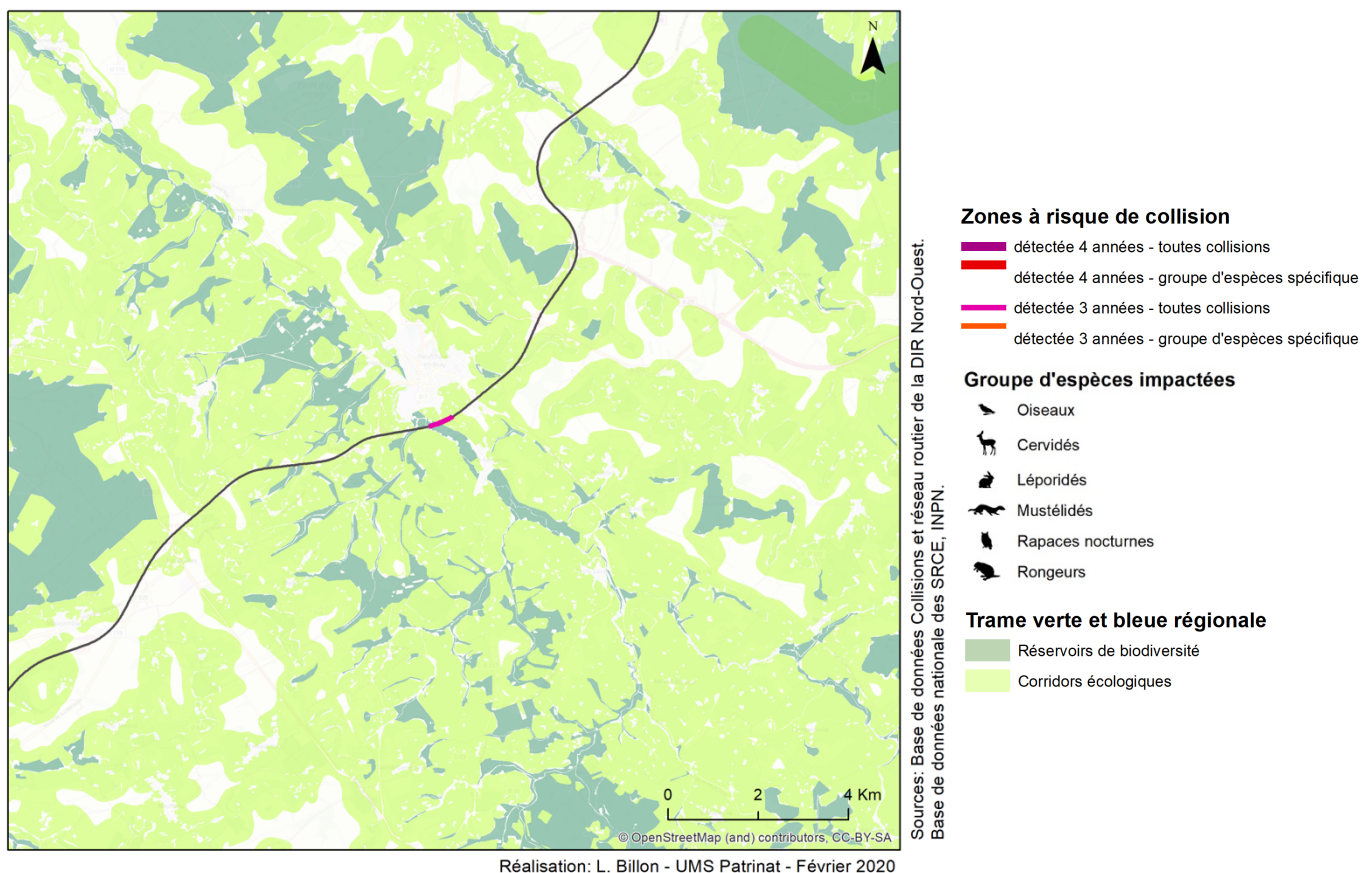 N
0 2 4 Km
© OpenStreetMap (and) contributors, CC-BY-SA
Réalisation: L. Billon - UMS Patrinat - Février 2020
Sources: Base de données Collisions et réseau routier de la DIR Nord-Ouest.
Base de données nationale des SRCE, INPN.
Zones à risque de collision
détectée 4 années - toutes collisions
détectée 4 années - groupe d'espèces spécifique
détectée 3 années - toutes collisions
détectée 3 années - groupe d'espèces spécifique
Groupe d'espèces impactées
Oiseaux
Cervidés
Léporidés
Mustélidés
Rapaces nocturnes
Rongeurs
Trame verte et bleue régionale
Réservoirs de biodiversité
Corridors écologiques